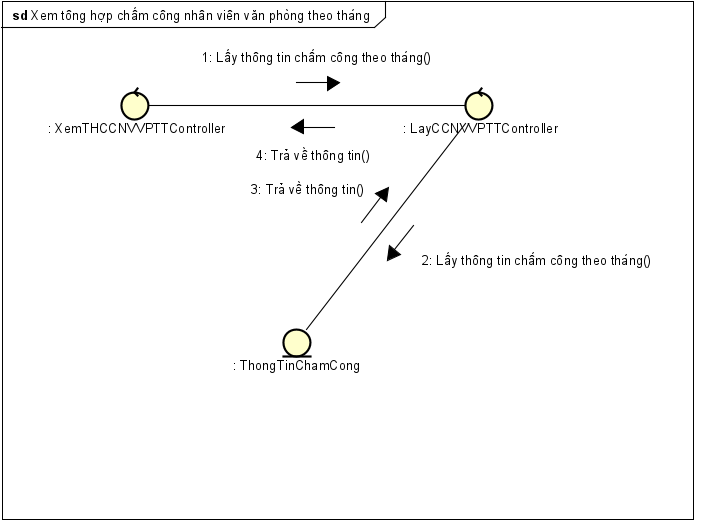 sd Xem tổng hợp chấm công nhân viên văn phòng theo tháng
1: Lấy thông tin chấm công theo tháng()
: XemTHCCNVVPTTController
: LayCCNVVPTTController
4: Trả về thông tin()
3: Trả về thông tin()
2: Lấy thông tin chấm công theo tháng()
: ThongTinChamCong